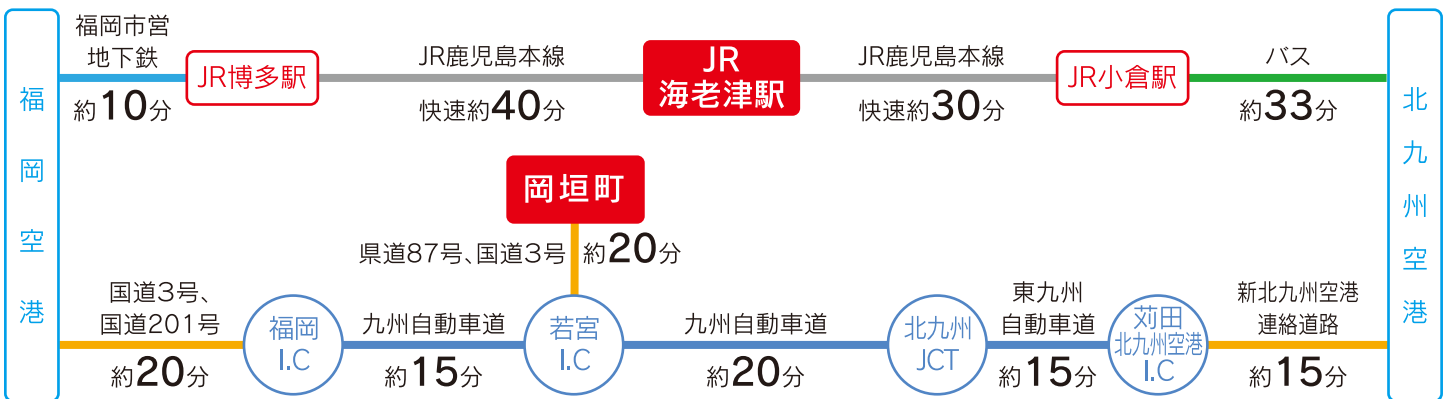 福岡空港
福岡市営
地下鉄
約10分
JR博多駅
JR鹿児島本線
快速約40分
JR
海老津駅
JR鹿児島本線
快速約30分
JR小倉駅
バス
約33分
北九州空港
岡垣町
県道87号、国道3号
約20分
国道3号、
国道201号
約20分
福岡
I.C
九州自動車道
約15分
若宮
I.C
九州自動車道
約20分
北九州
JCT
東九州
自動車道
約15分
苅田
北九州空港
I.C
新北九州空港
連絡道路
約15分